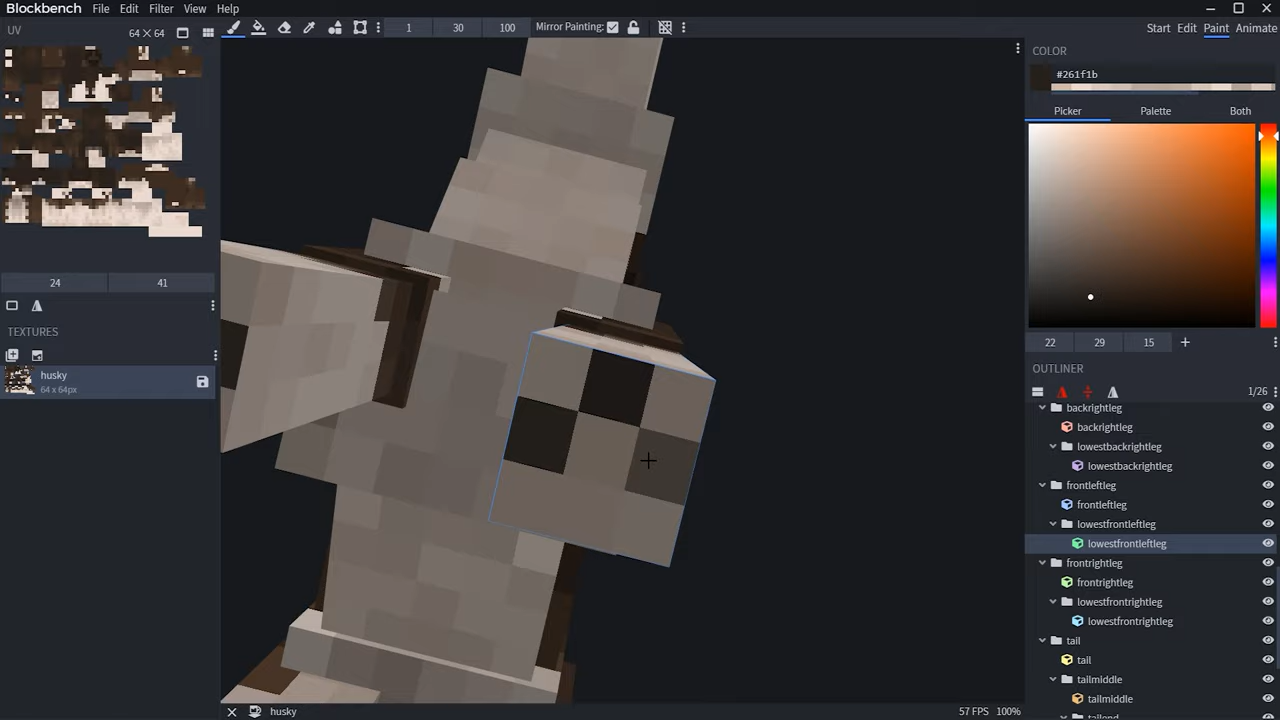 Blockbench File Edit Filter View Help
UV 64 × 64 1 30 100 Mirror Painting: Start Edit Paint Animate
COLOR
#261f1b
Picker Palette Both
24 41
TEXTURES
husky
64 x 64px
22 29 15
OUTLINER
1/26
backrightleg
backrightleg
lowestbackrightleg
lowestbackrightleg
frontleftleg
frontleftleg
lowestfrontleftleg
lowestfrontleftleg
frontrightleg
frontrightleg
lowestfrontrightleg
lowestfrontrightleg
tail
tail
tailmiddle
tailmiddle
tailend
husky 57 FPS 100%